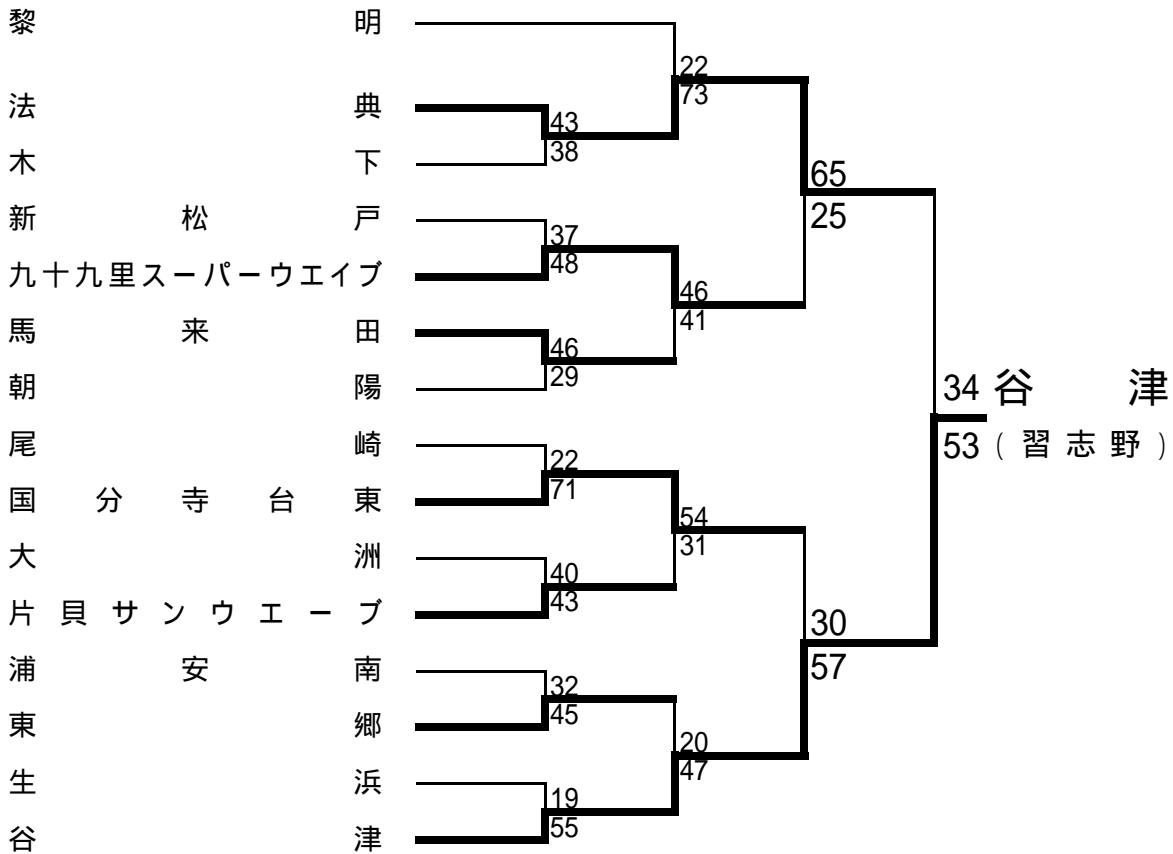 黎明
22
法典
73
43
木下
38
65
新松戸
25
37
九十九里スーパーウエイブ
48
46
馬来田
41
46
朝陽
29
34 谷津
尾崎
53 (習志野)
22
国分寺台東
71
54
大洲
31
40
片貝サンウエーブ
43
30
浦安南
57
32
東郷
45
20
生浜
47
19
谷津
55